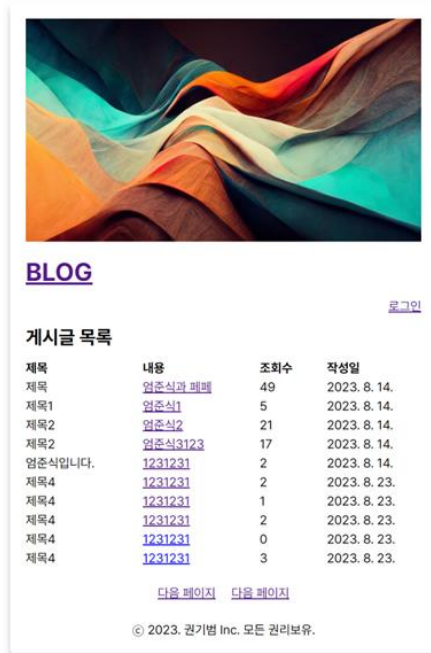 BLOG
로그인
게시글 목록
제목 내용 조회수 작성일
제목 엄준식과 페페 49 2023. 8. 14.
제목1 엄준식1 5 2023. 8. 14.
제목2 엄준식2 21 2023. 8. 14.
제목2 엄준식3123 17 2023. 8. 14.
엄준식입니다. 1231231 2 2023. 8. 14.
제목4 1231231 2 2023. 8. 23.
제목4 1231231 1 2023. 8. 23.
제목4 1231231 2 2023. 8. 23.
제목4 1231231 0 2023. 8. 23.
제목4 1231231 3 2023. 8. 23.
다음 페이지 다음 페이지
ⓒ 2023. 권기범 Inc. 모든 권리보유.